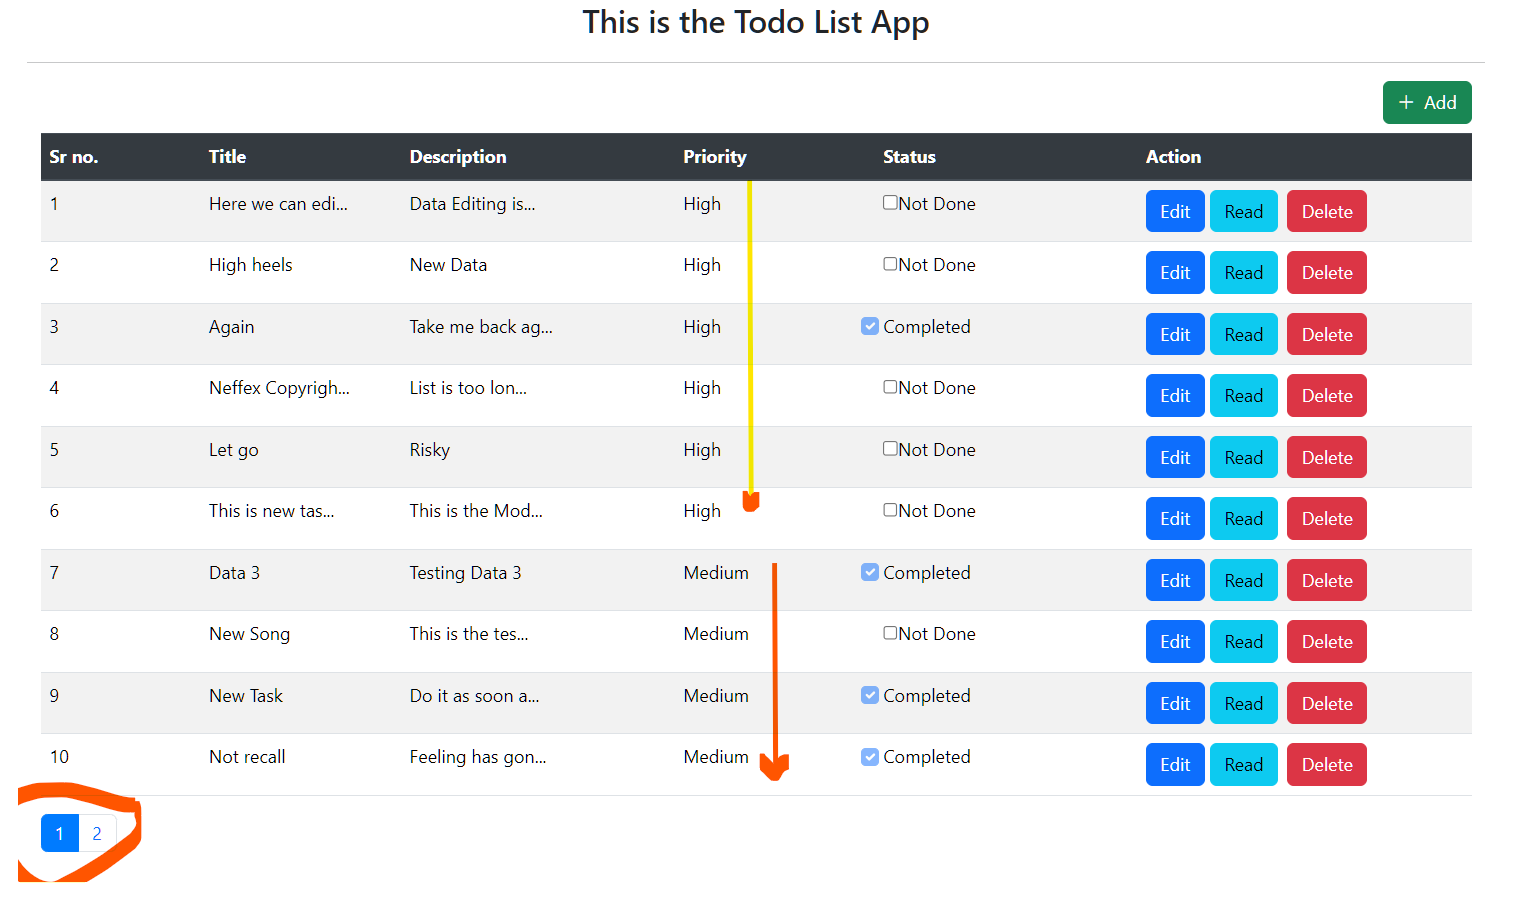 This is the Todo List App
+ Add
Sr no. Title Description Priority Status Action
1 Here we can edi... Data Editing is... High Not Done Edit Read Delete
2 High heels New Data High Not Done Edit Read Delete
3 Again Take me back ag... High Completed Edit Read Delete
4 Neffex Copyrigh... List is too lon... High Not Done Edit Read Delete
5 Let go Risky High Not Done Edit Read Delete
6 This is new tas... This is the Mod... High Not Done Edit Read Delete
7 Data 3 Testing Data 3 Medium Completed Edit Read Delete
8 New Song This is the tes... Medium Not Done Edit Read Delete
9 New Task Do it as soon a... Medium Completed Edit Read Delete
10 Not recall Feeling has gon... Medium Completed Edit Read Delete
1 2